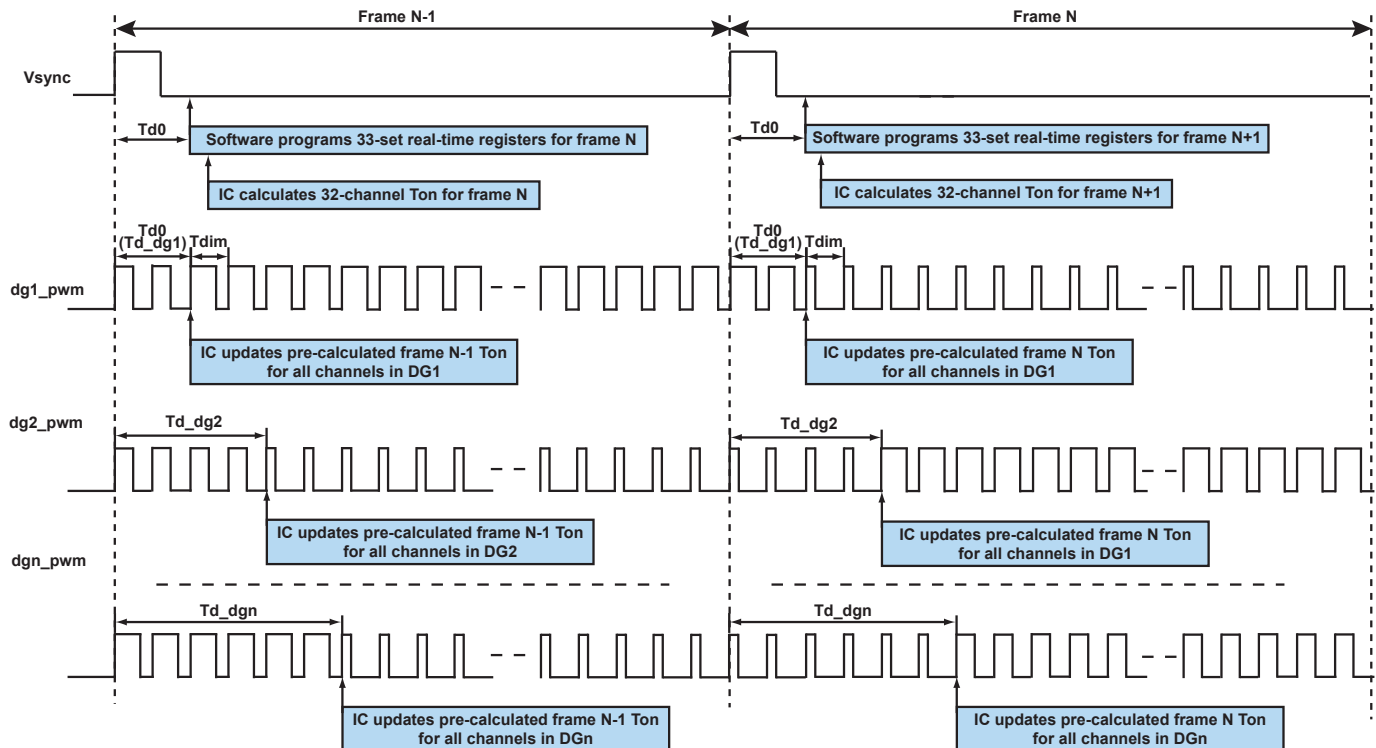 Frame N-1
Frame N
Vsync
Td0
Software programs 33-set real-time registers for frame N
IC calculates 32-channel Ton for frame N
Td0
Software programs 33-set real-time registers for frame N+1
IC calculates 32-channel Ton for frame N+1
dg1_pwm
Td0
(Td_dg1)
Tdim
IC updates pre-calculated frame N-1 Ton
for all channels in DG1
Td0
(Td_dg1)
Tdim
IC updates pre-calculated frame N Ton
for all channels in DG1
dg2_pwm
Td_dg2
IC updates pre-calculated frame N-1 Ton
for all channels in DG2
Td_dg2
IC updates pre-calculated frame N Ton
for all channels in DG1
dgn_pwm
Td_dgn
IC updates pre-calculated frame N-1 Ton
for all channels in DGn
Td_dgn
IC updates pre-calculated frame N Ton
for all channels in DGn